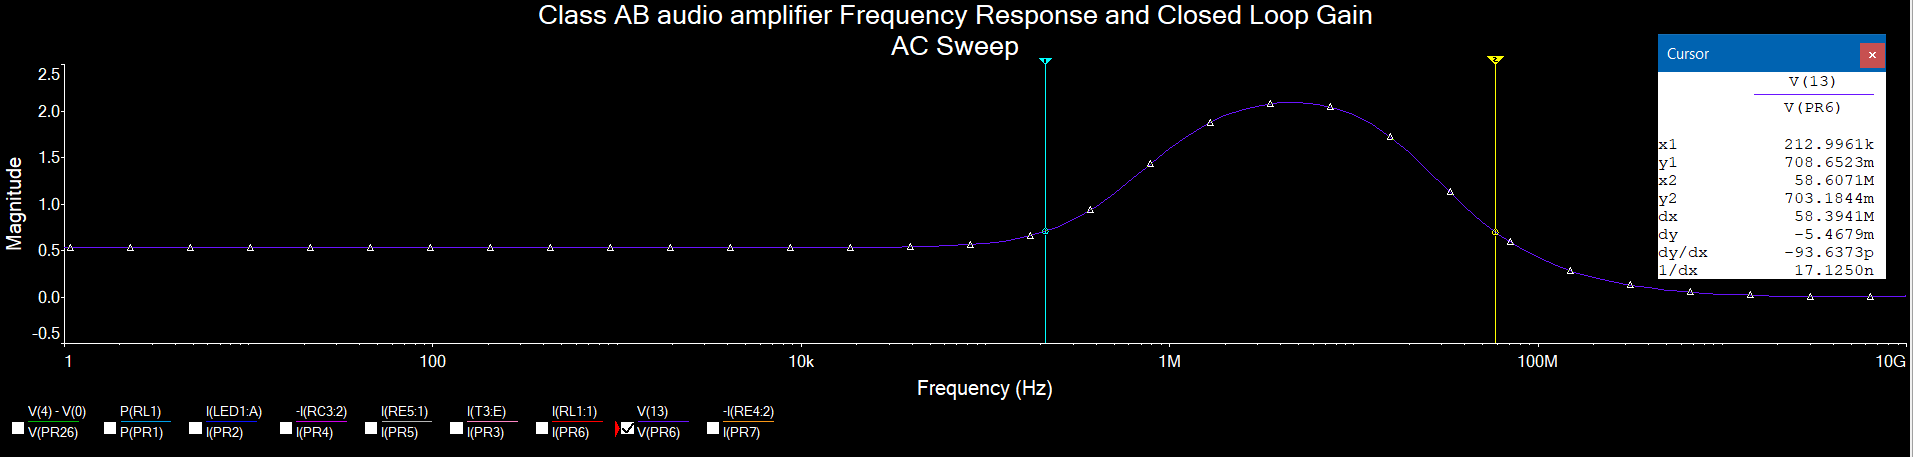 Class AB audio amplifier Frequency Response and Closed Loop Gain
AC Sweep
Cursor
V(13)
V(PR6)
x1 212.9961k
y1 708.6523m
x2 58.6071M
y2 703.1844m
dx 58.3941M
dy -5.4679m
dy/dx -93.6373p
1/dx 17.1250n
Magnitude
2.5
2.0
1.5
1.0
0.5
0.0
-0.5
1
2
1 100 10k 1M 100M 10G
Frequency (Hz)
V(4) - V(0) P(RL1) I(LED1:A) -I(RC3:2) I(RE5:1) I(T3:E) I(RL1:1) V(13) -I(RE4:2)
V(PR26) P(PR1) I(PR2) I(PR4) I(PR5) I(PR3) I(PR6) V(PR6) I(PR7)